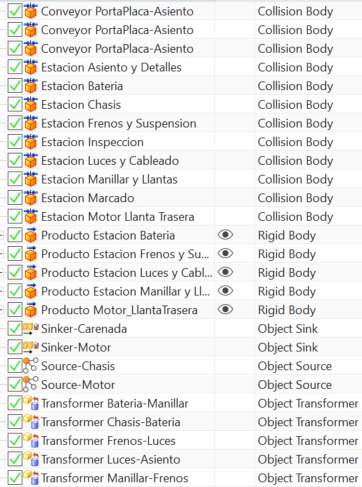 Conveyor PortaPlaca-Asiento Collision Body
Conveyor PortaPlaca-Asiento Collision Body
Conveyor PortaPlaca-Asiento Collision Body
Estacion Asiento y Detalles Collision Body
Estacion Bateria Collision Body
Estacion Chasis Collision Body
Estacion Frenos y Suspension Collision Body
Estacion Inspeccion Collision Body
Estacion Luces y Cableado Collision Body
Estacion Manillar y Llantas Collision Body
Estacion Marcado Collision Body
Estacion Motor Llanta Trasera Collision Body
Producto Estacion Bateria Rigid Body
Producto Estacion Frenos y Su... Rigid Body
Producto Estacion Luces y Cabl... Rigid Body
Producto Estacion Manillar y Ll... Rigid Body
Producto Motor_LlantaTrasera Rigid Body
Sinker-Carenada Object Sink
Sinker-Motor Object Sink
Source-Chasis Object Source
Source-Motor Object Source
Transformer Bateria-Manillar Object Transformer
Transformer Chasis-Bateria Object Transformer
Transformer Frenos-Luces Object Transformer
Transformer Luces-Asiento Object Transformer
Transformer Manillar-Frenos Object Transformer